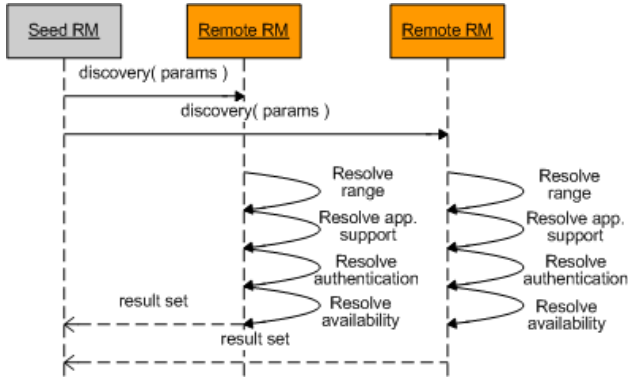 Seed RM
Remote RM
Remote RM
discovery( params )
discovery( params )
Resolve
range
Resolve app.
support
Resolve
authentication
Resolve
availability
Resolve
range
Resolve app.
support
Resolve
authentication
Resolve
availability
result set
result set